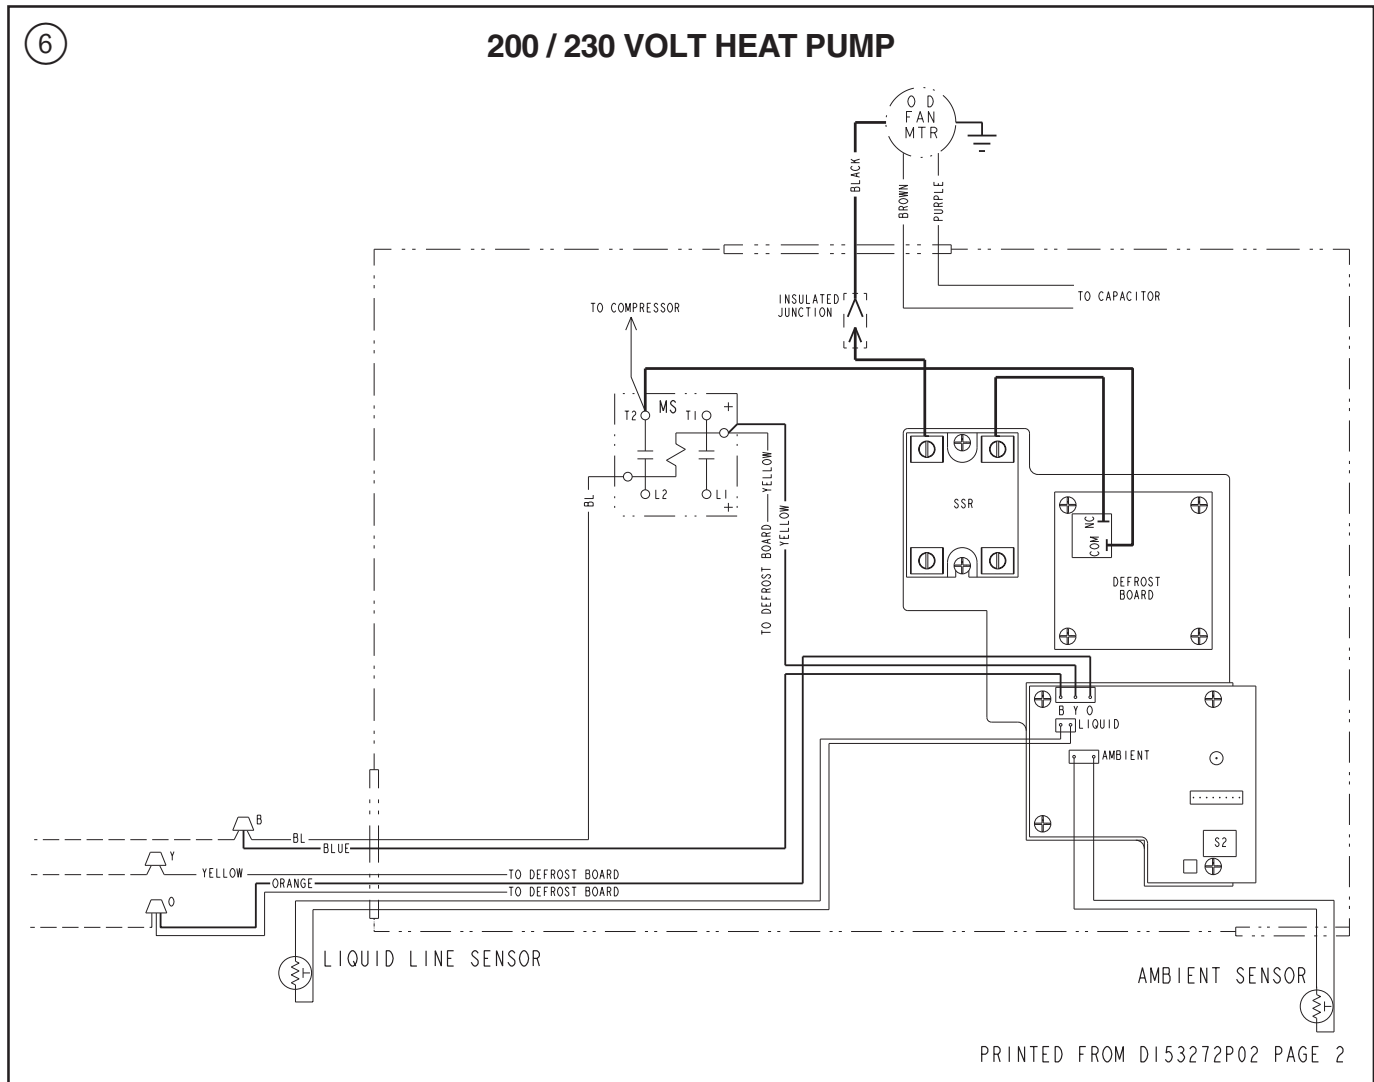 6
200 / 230 VOLT HEAT PUMP
O D
FAN
MTR
BLACK
BROWN
PURPLE
TO CAPACITOR
INSULATED
JUNCTION
TO COMPRESSOR
MS
T2
T1
+
L2
L1
+
BL
TO DEFROST BOARD
YELLOW
YELLOW
SSR
NC
COM
DEFROST
BOARD
B Y O
LIQUID
AMBIENT
S2
B
BL
BLUE
Y
YELLOW
TO DEFROST BOARD
ORANGE
TO DEFROST BOARD
O
LIQUID LINE SENSOR
AMBIENT SENSOR
PRINTED FROM D153272P02 PAGE 2